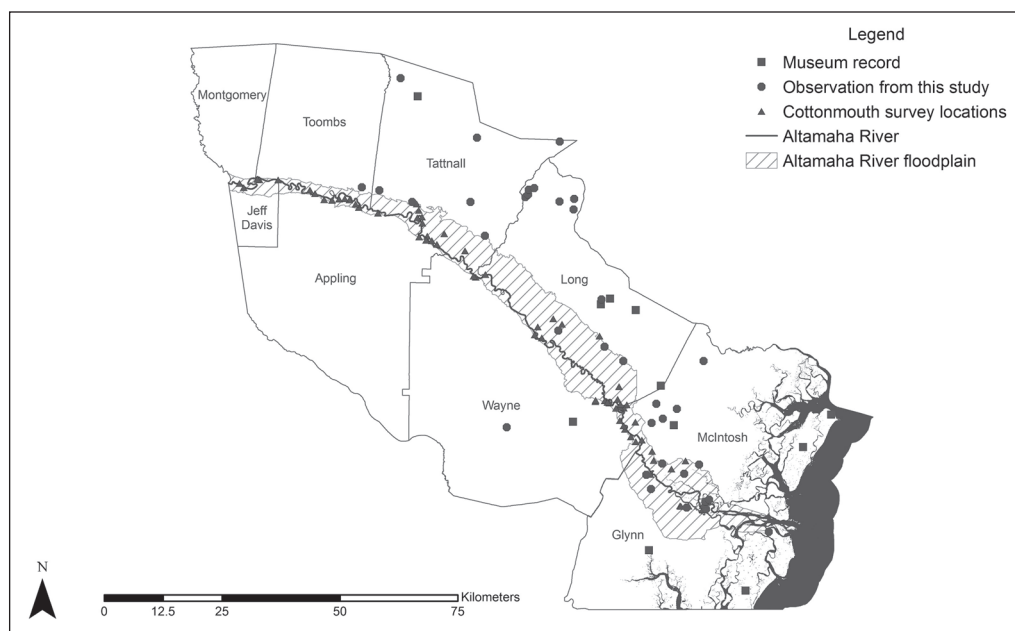 Legend
Museum record
Observation from this study
Cottonmouth survey locations
Altamaha River
Altamaha River floodplain
Montgomery
Toombs
Tattnall
Jeff
Davis
Appling
Long
Wayne
McIntosh
Glynn
N
Kilometers
0 12.5 25 50 75